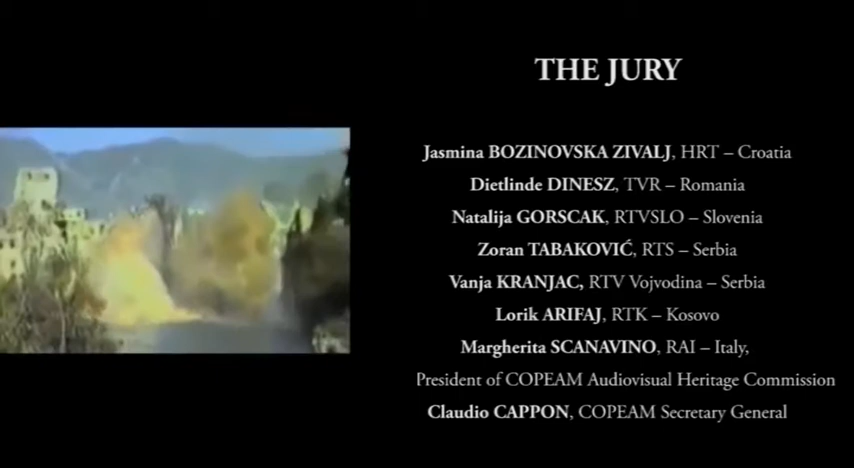 THE JURY
Jasmina BOZINOVSKA ZIVALJ, HRT – Croatia
Dietlinde DINESZ, TVR – Romania
Natalija GORSCAK, RTVSLO – Slovenia
Zoran TABAKOVIĆ, RTS – Serbia
Vanja KRANJAC, RTV Vojvodina – Serbia
Lorik ARIFAJ, RTK – Kosovo
Margherita SCANAVINO, RAI – Italy,
President of COPEAM Audiovisual Heritage Commission
Claudio CAPPON, COPEAM Secretary General